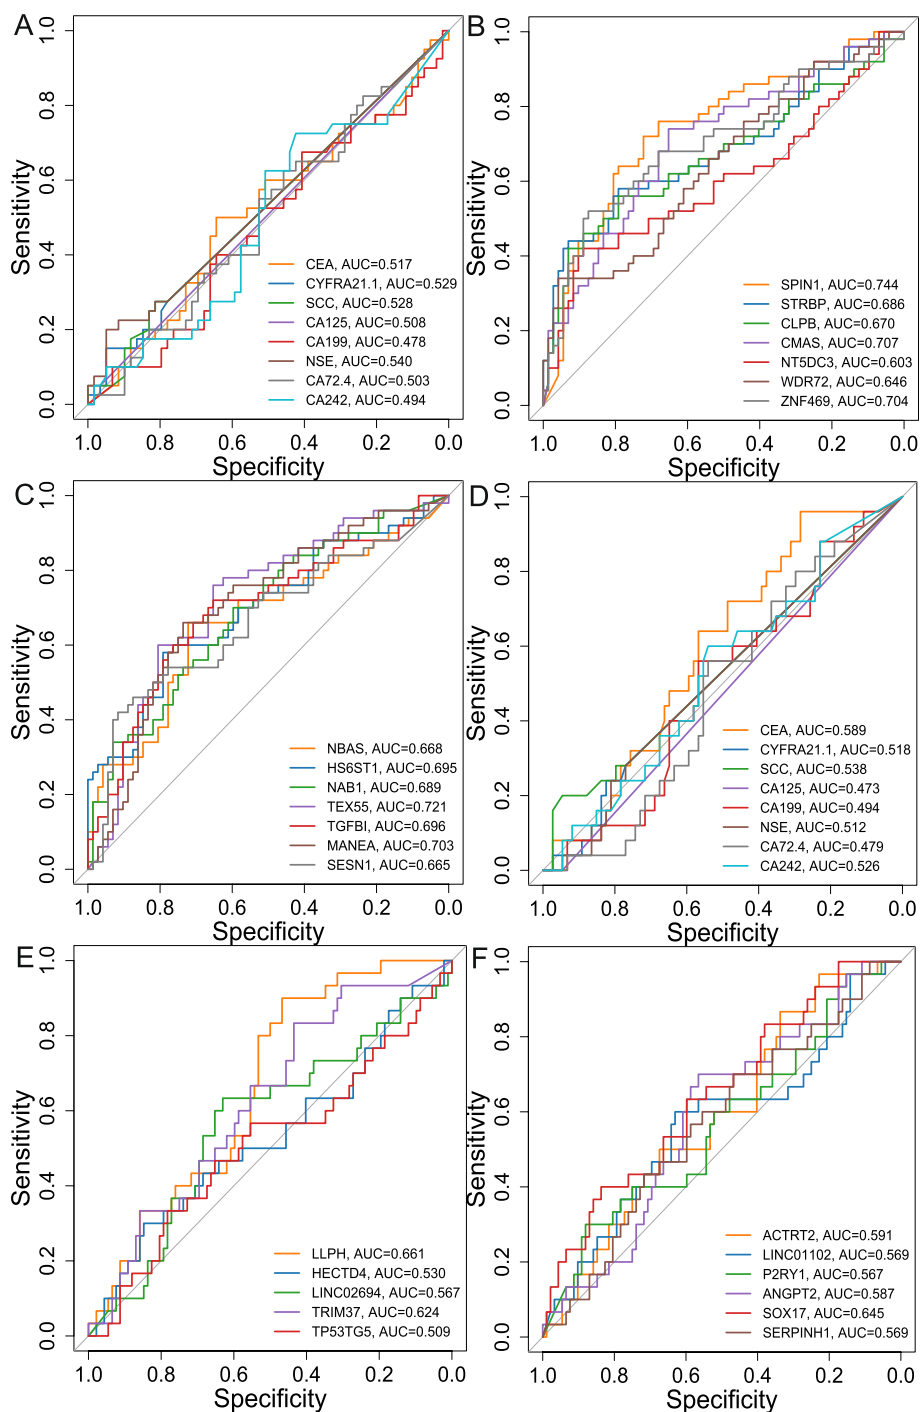 A
Sensitivity
1.0
0.8
0.6
0.4
0.2
0.0
CEA, AUC=0.517
CYFRA21.1, AUC=0.529
SCC, AUC=0.528
CA125, AUC=0.508
CA199, AUC=0.478
NSE, AUC=0.540
CA72.4, AUC=0.503
CA242, AUC=0.494
1.0 0.8 0.6 0.4 0.2 0.0
Specificity
B
Sensitivity
1.0
0.8
0.6
0.4
0.2
0.0
SPIN1, AUC=0.744
STRBP, AUC=0.686
CLPB, AUC=0.670
CMAS, AUC=0.707
NT5DC3, AUC=0.603
WDR72, AUC=0.646
ZNF469, AUC=0.704
1.0 0.8 0.6 0.4 0.2 0.0
Specificity
C
Sensitivity
1.0
0.8
0.6
0.4
0.2
0.0
NBAS, AUC=0.668
HS6ST1, AUC=0.695
NAB1, AUC=0.689
TEX55, AUC=0.721
TGFBI, AUC=0.696
MANEA, AUC=0.703
SESN1, AUC=0.665
1.0 0.8 0.6 0.4 0.2 0.0
Specificity
D
Sensitivity
1.0
0.8
0.6
0.4
0.2
0.0
CEA, AUC=0.589
CYFRA21.1, AUC=0.518
SCC, AUC=0.538
CA125, AUC=0.473
CA199, AUC=0.494
NSE, AUC=0.512
CA72.4, AUC=0.479
CA242, AUC=0.526
1.0 0.8 0.6 0.4 0.2 0.0
Specificity
E
Sensitivity
1.0
0.8
0.6
0.4
0.2
0.0
LLPH, AUC=0.661
HECTD4, AUC=0.530
LINC02694, AUC=0.567
TRIM37, AUC=0.624
TP53TG5, AUC=0.509
1.0 0.8 0.6 0.4 0.2 0.0
Specificity
F
Sensitivity
1.0
0.8
0.6
0.4
0.2
0.0
ACTRT2, AUC=0.591
LINC01102, AUC=0.569
P2RY1, AUC=0.567
ANGPT2, AUC=0.587
SOX17, AUC=0.645
SERPINH1, AUC=0.569
1.0 0.8 0.6 0.4 0.2 0.0
Specificity